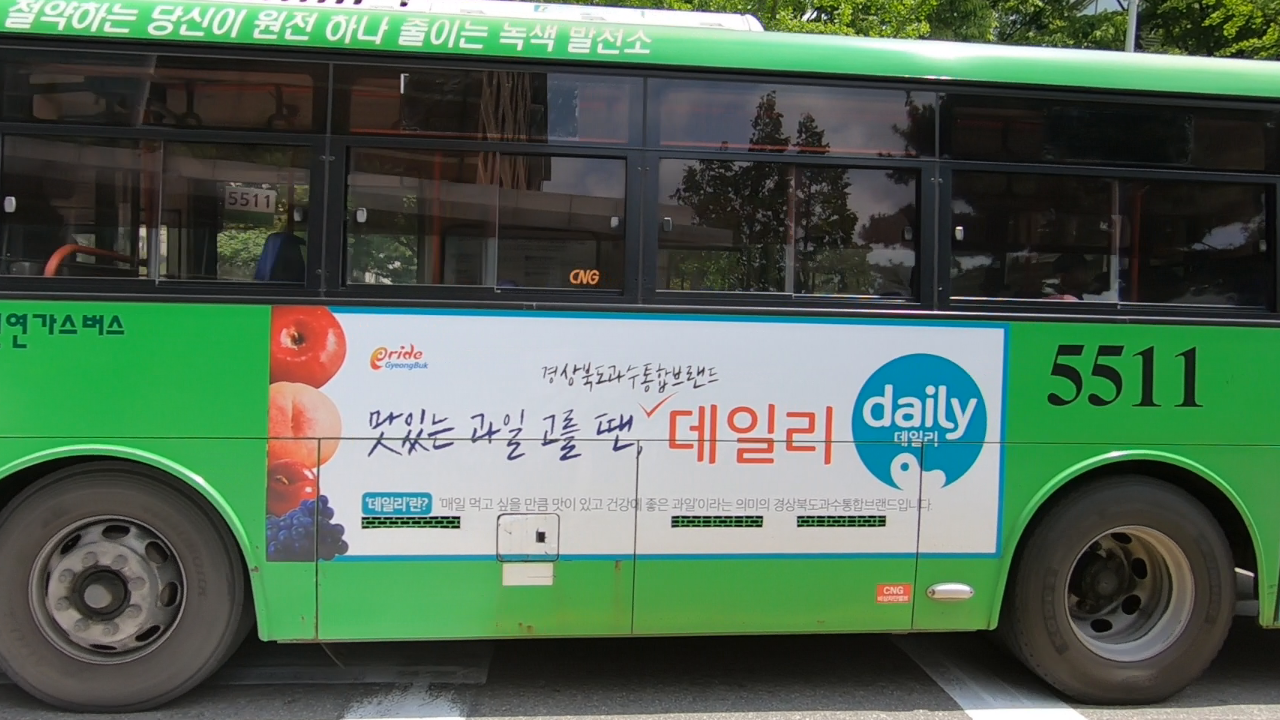 절약하는 당신이 원전 하나 줄이는 녹색 발전소
5511
CNG
연가스버스
pride
GyeongBuk
경상북도과수통합브랜드
맛있는 과일 고를 땐, 데일리
daily
데일리
5511
'데일리'란? '매일 먹고 싶을 만큼 맛이 있고 건강에 좋은 과일'이라는 의미의 경상북도과수통합브랜드입니다.
CNG